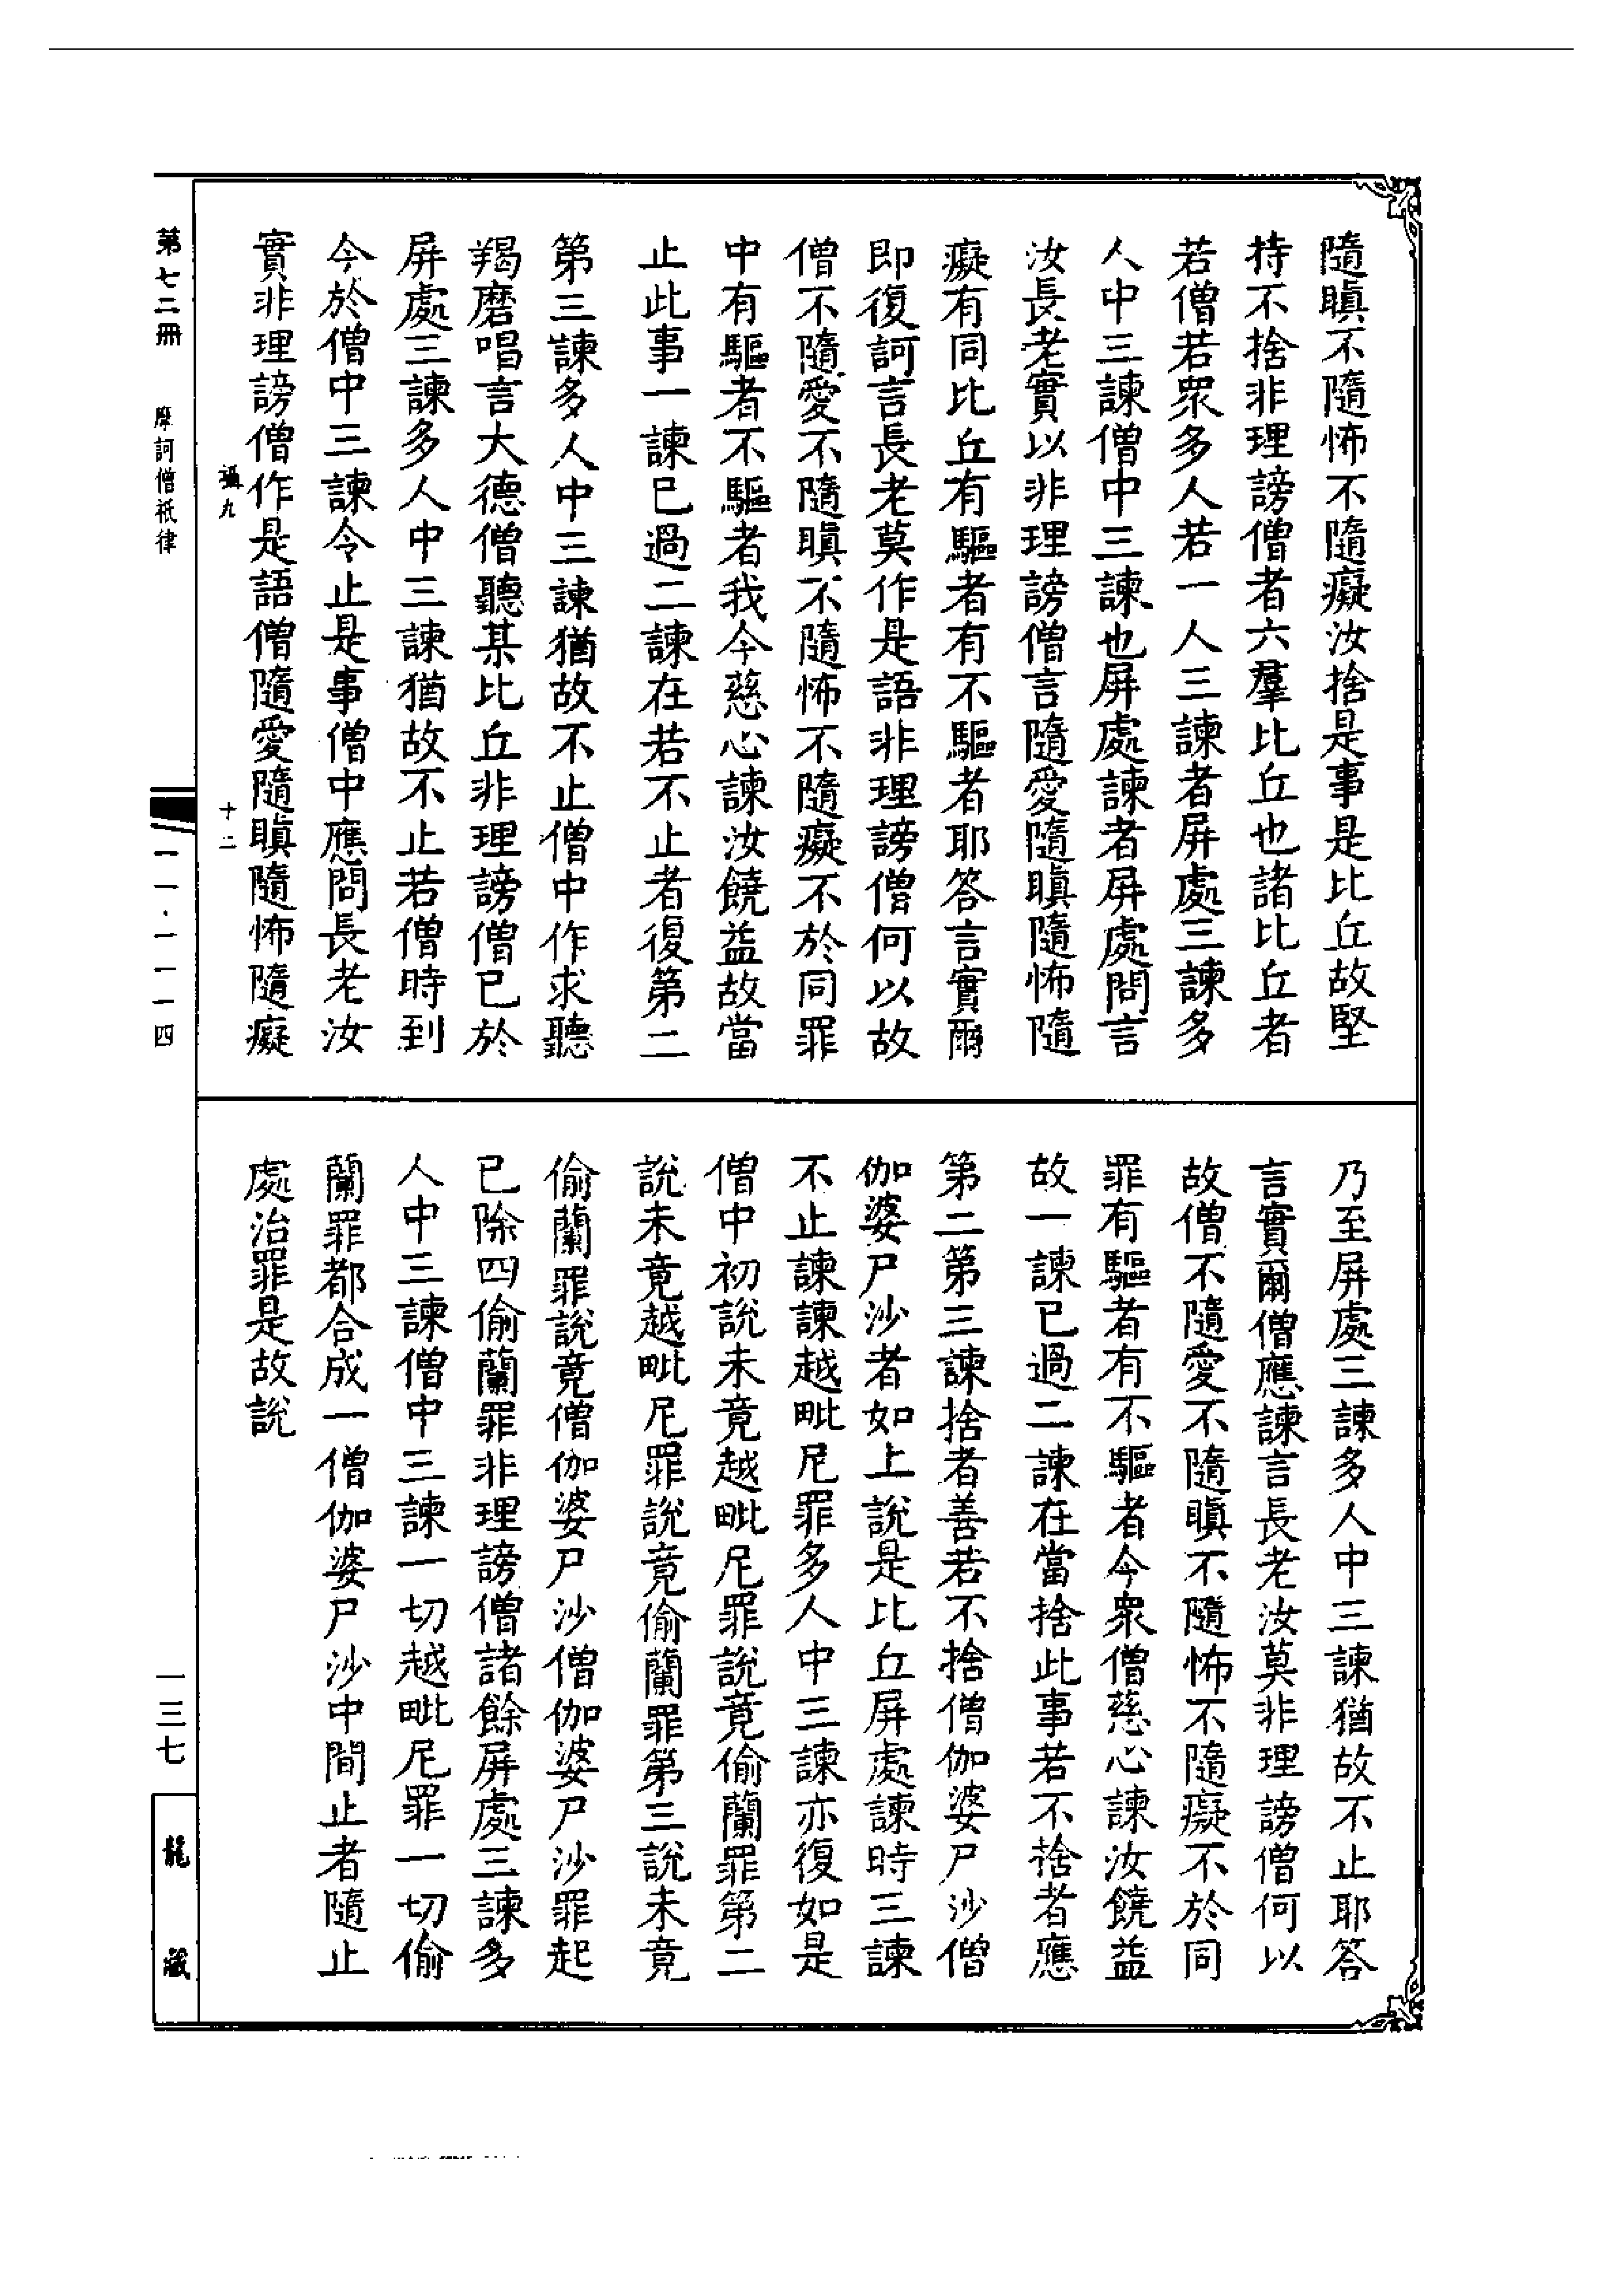 隨瞋不隨怖不隨癡汝捨是事是比丘故堅
持不捨非理謗僧者六羣比丘也諸比丘者
若僧若衆多人若一人三諫者屏處三諫多
人中三諫僧中三諫也屏處諫者屏處問言
汝長老實以非理謗僧言隨愛隨瞋隨怖隨
癡有同比丘有驅者有不驅者耶答言實爾
即復訶言長老莫作是語非理謗僧何以故
僧不隨愛不隨瞋不隨怖不隨癡不於同罪
中有驅者不驅者我今慈心諫汝饒益故當
止此事一諫已過二諫在若不止者復第二
第三諫多人中三諫猶故不止僧中作求聽
羯磨唱言大德僧聽某比丘非理謗僧已於
屏處三諫多人中三諫猶故不止若僧時到
今於僧中三諫令止是事僧中應問長老汝
實非理謗僧作是語僧隨愛隨瞋隨怖隨癡
攝九
十二
乃至屏處三諫多人中三諫猶故不止耶答
言實爾僧應諫言長老汝莫非理謗僧何以
故僧不隨愛不隨瞋不隨怖不隨癡不於同
罪有驅者有不驅者今衆僧慈心諫汝饒益
故一諫已過二諫在當捨此事若不捨者應
第二第三諫捨者善若不捨僧伽婆尸沙僧
伽婆尸沙者如上說是比丘屏處諫時三諫
不止諫諫越毗尼罪多人中三諫亦復如是
僧中初說未竟越毗尼罪說竟偷蘭罪第二
說未竟越毗尼罪說竟偷蘭罪第三說未竟
偷蘭罪說竟僧伽婆尸沙僧伽婆尸沙罪起
已除四偷蘭罪非理謗僧諸餘屏處三諫多
人中三諫僧中三諫一切越毗尼罪一切偷
蘭罪都合成一僧伽婆尸沙中間止者隨止
處治罪是故說
第七二冊
摩訶僧祇律
一一·一一一四
一三七
龍藏